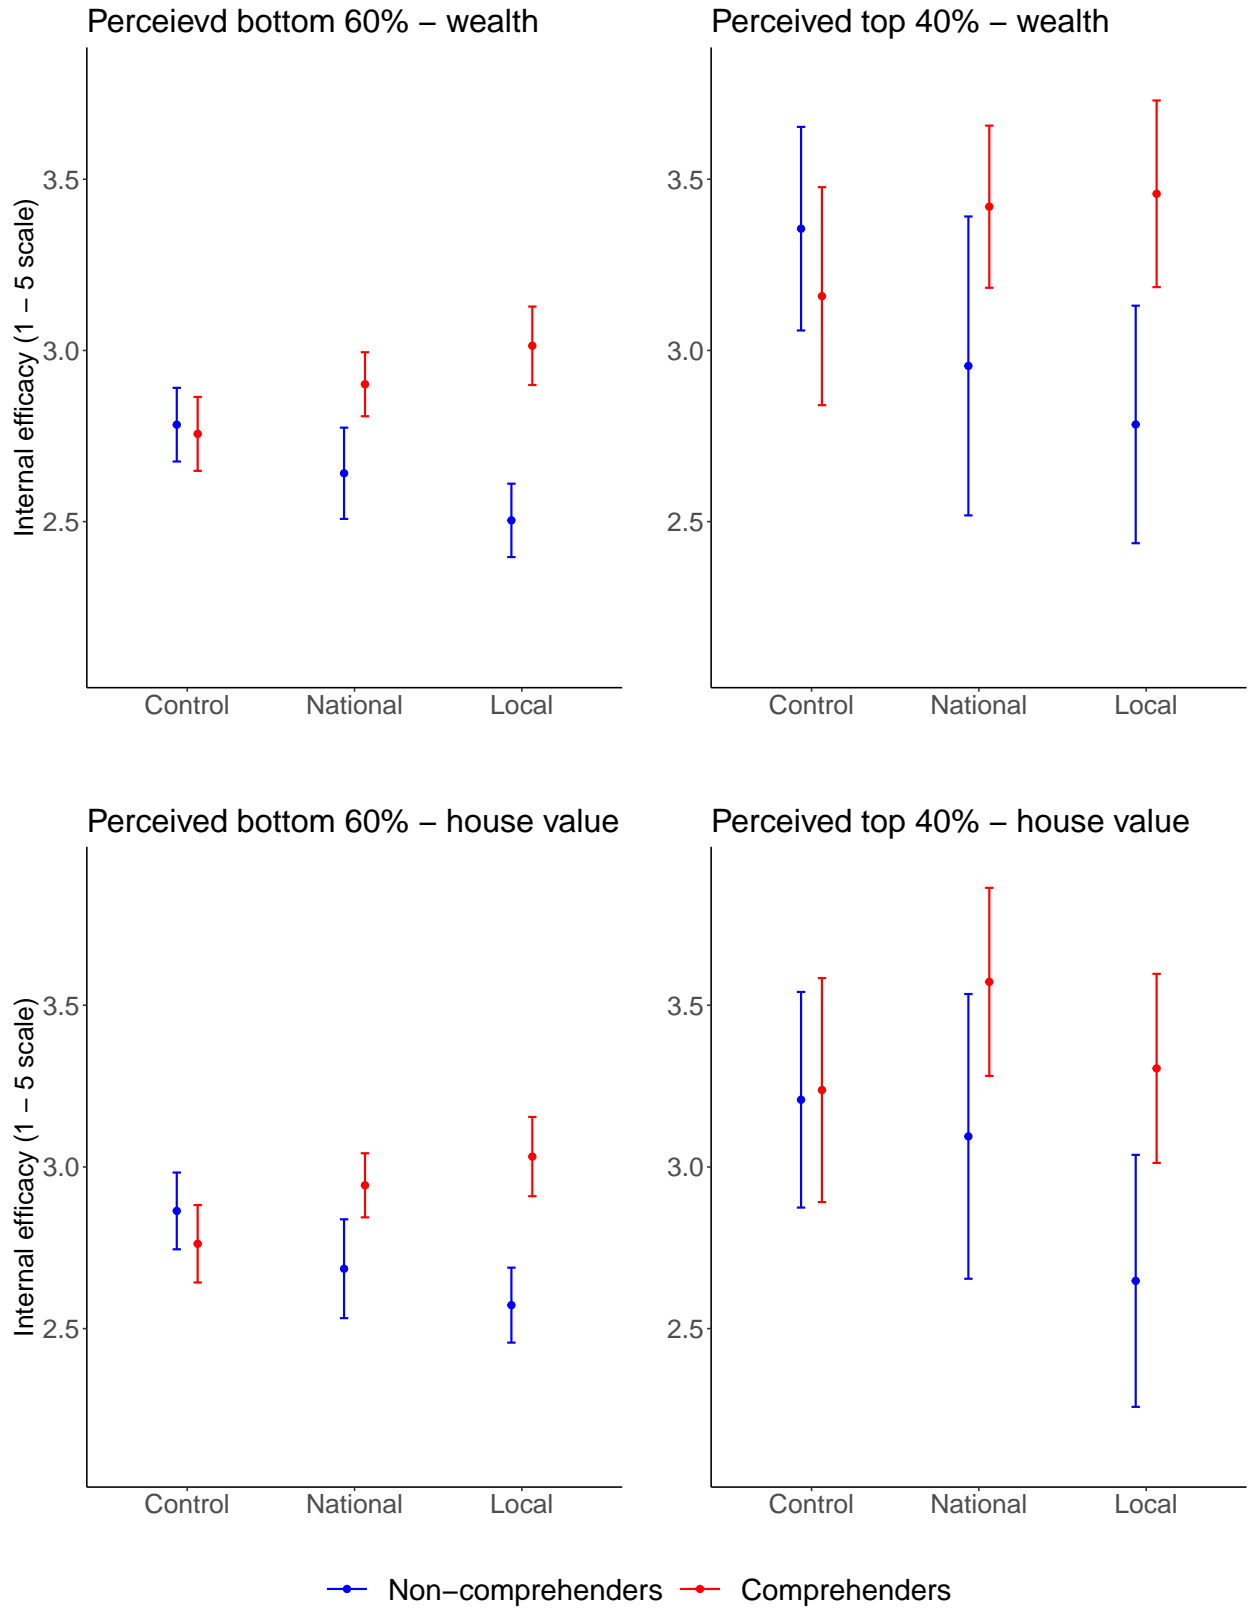 Perceievd bottom 60% − wealth
Perceived top 40% − wealth
Internal efficacy (1 − 5 scale)
3.5
3.0
2.5
3.5
3.0
2.5
Control National Local
Control National Local
Perceived bottom 60% − house value
Perceived top 40% − house value
Internal efficacy (1 − 5 scale)
3.5
3.0
2.5
3.5
3.0
2.5
Control National Local
Control National Local
Non−comprehenders Comprehenders